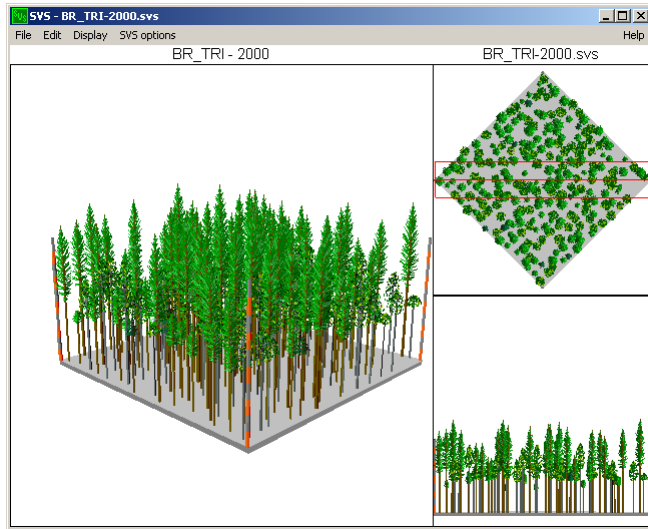 SVS - BR_TRI-2000.svs
File Edit Display SVS options Help
BR_TRI - 2000
BR_TRI-2000.svs